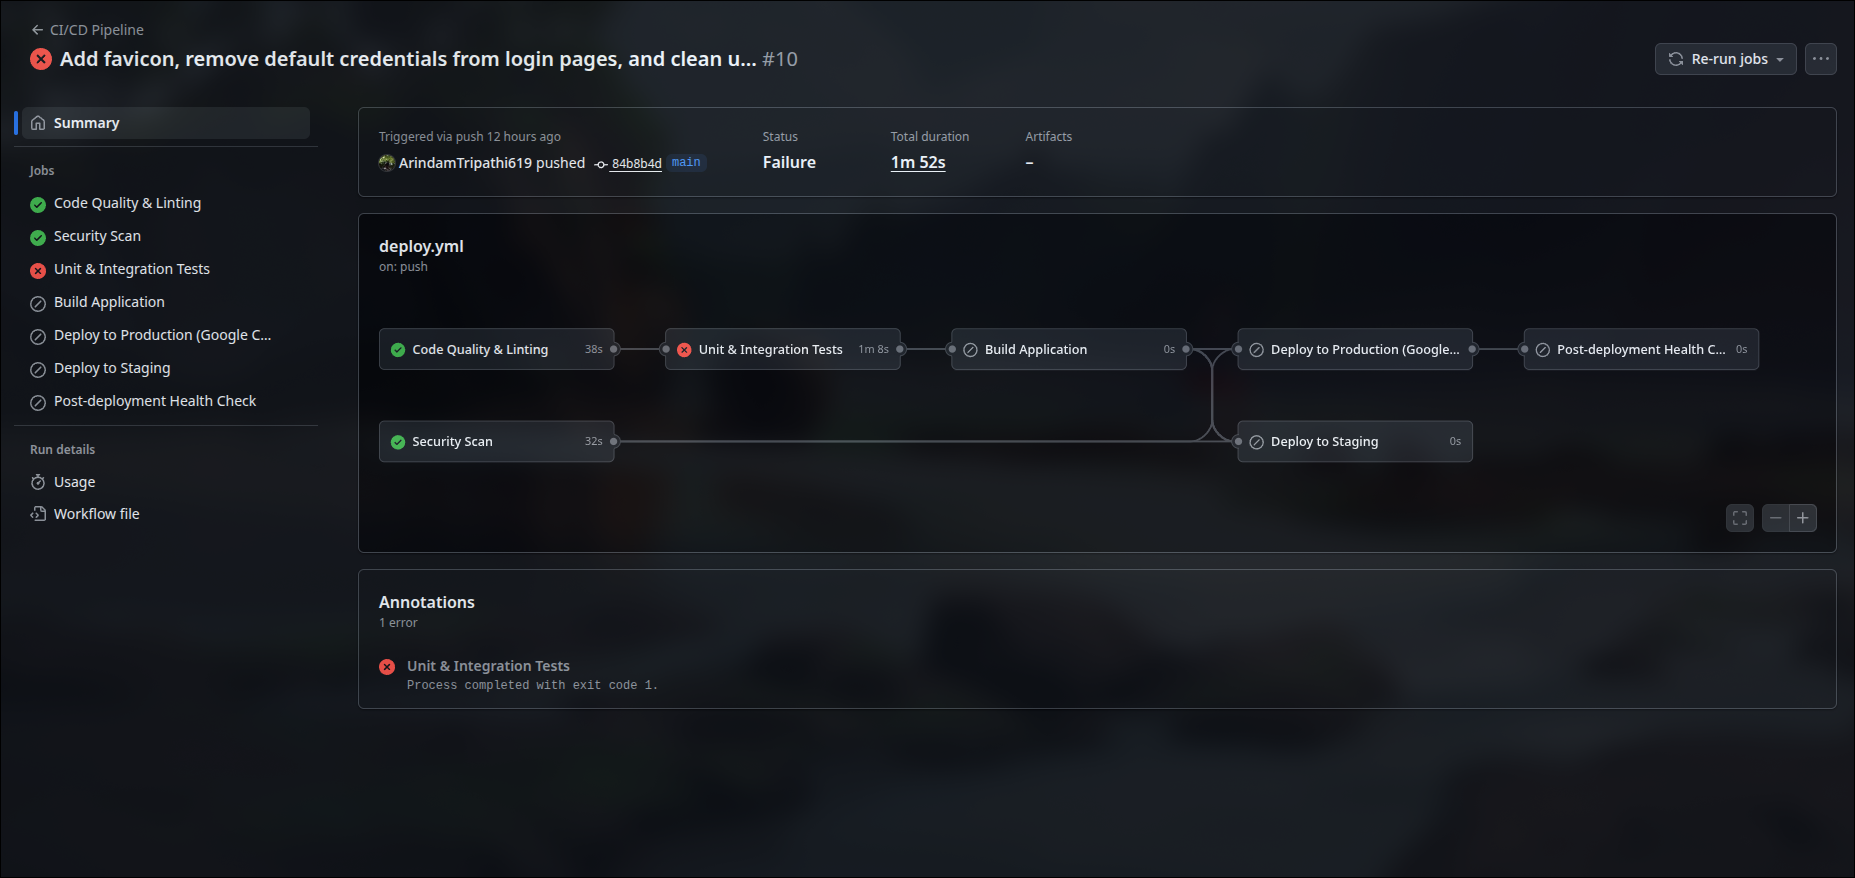 CI/CD Pipeline
Add favicon, remove default credentials from login pages, and clean u... #10
Re-run jobs
Summary
Jobs
Code Quality & Linting
Security Scan
Unit & Integration Tests
Build Application
Deploy to Production (Google C...
Deploy to Staging
Post-deployment Health Check
Run details
Usage
Workflow file
Triggered via push 12 hours ago
ArindamTripathi619 pushed 84b8b4d main
Status
Failure
Total duration
1m 52s
Artifacts
–
deploy.yml
on: push
Code Quality & Linting 38s
Unit & Integration Tests 1m 8s
Build Application 0s
Deploy to Production (Google...
Post-deployment Health C... 0s
Security Scan 32s
Deploy to Staging 0s
Annotations
1 error
Unit & Integration Tests
Process completed with exit code 1.